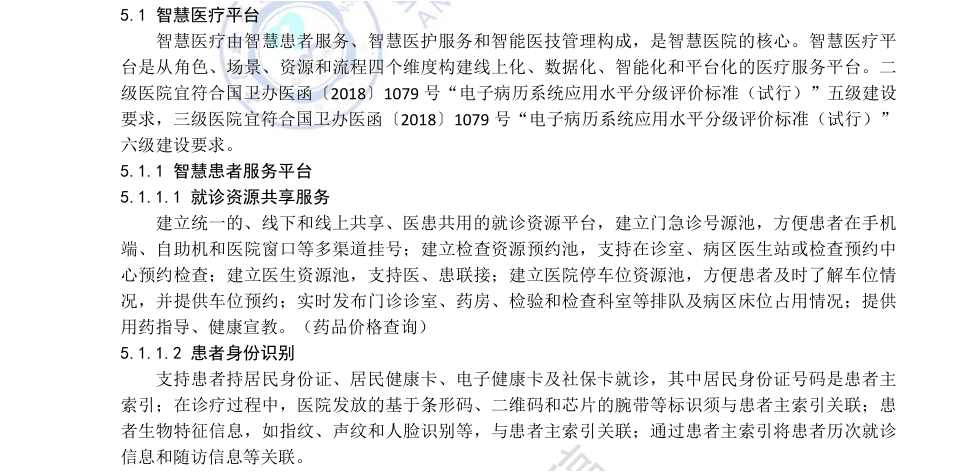 5.1 智慧医疗平台
智慧医疗由智慧患者服务、智慧医护服务和智能医技管理构成，是智慧医院的核心。智慧医疗平
台是从角色、场景、资源和流程四个维度构建线上化、数据化、智能化和平台化的医疗服务平台。二
级医院宜符合国卫办医函〔2018〕1079 号“电子病历系统应用水平分级评价标准（试行）”五级建设
要求，三级医院宜符合国卫办医函〔2018〕1079 号“电子病历系统应用水平分级评价标准（试行）”
六级建设要求。
5.1.1 智慧患者服务平台
5.1.1.1 就诊资源共享服务
建立统一的、线下和线上共享、医患共用的就诊资源平台，建立门急诊号源池，方便患者在手机
端、自助机和医院窗口等多渠道挂号；建立检查资源预约池，支持在诊室、病区医生站或检查预约中
心预约检查；建立医生资源池，支持医、患联接；建立医院停车位资源池，方便患者及时了解车位情
况，并提供车位预约；实时发布门诊诊室、药房、检验和检查科室等排队及病区床位占用情况；提供
用药指导、健康宣教。（药品价格查询）
5.1.1.2 患者身份识别
支持患者持居民身份证、居民健康卡、电子健康卡及社保卡就诊，其中居民身份证号码是患者主
索引；在诊疗过程中，医院发放的基于条形码、二维码和芯片的腕带等标识须与患者主索引关联；患
者生物特征信息，如指纹、声纹和人脸识别等，与患者主索引关联；通过患者主索引将患者历次就诊
信息和随访信息等关联。